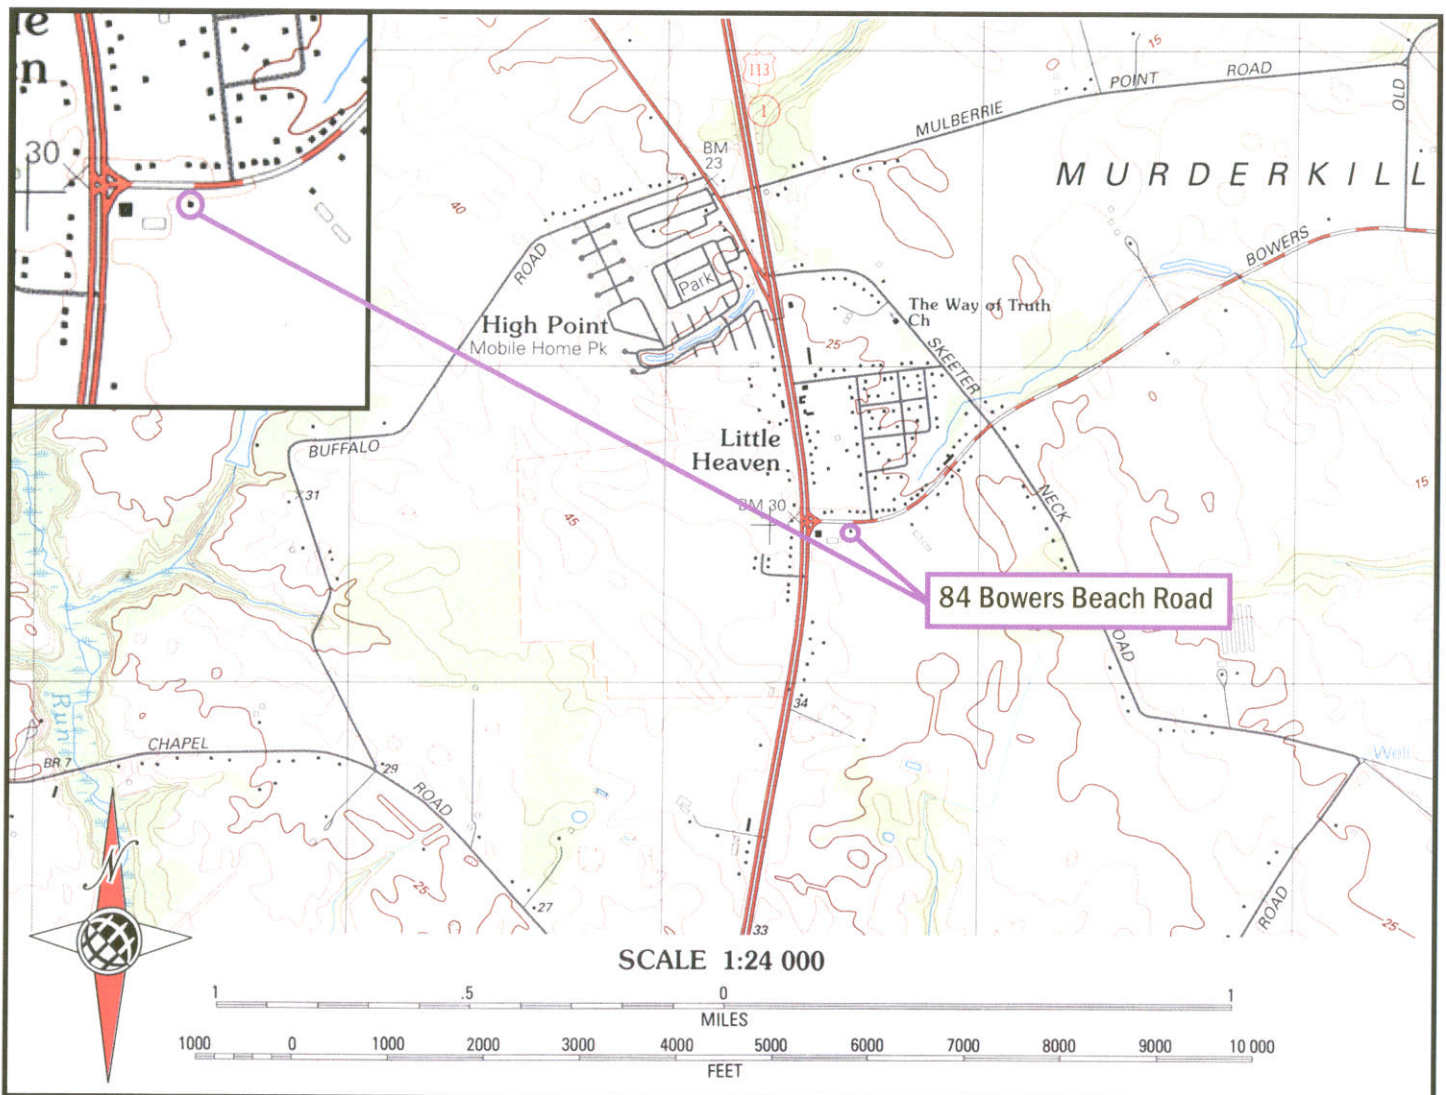 le
n
30
113
1
15
POINT ROAD
OLD
MULBERRIE
BM
23
MURDERKILL
40
ROAD
BOWERS
Park
The Way of Truth
Ch
High Point
Mobile Home Pk
25
SKEETER
Little
Heaven
BUFFALO
31
45
BM 30
NECK
15
84 Bowers Beach Road
OAD
Run
34
CHAPEL
BR 7
Well
29
ROAD
25
27
33
ROAD
25
N
SCALE 1:24 000
1 .5 0 1
MILES
1000 0 1000 2000 3000 4000 5000 6000 7000 8000 9000 10 000
FEET